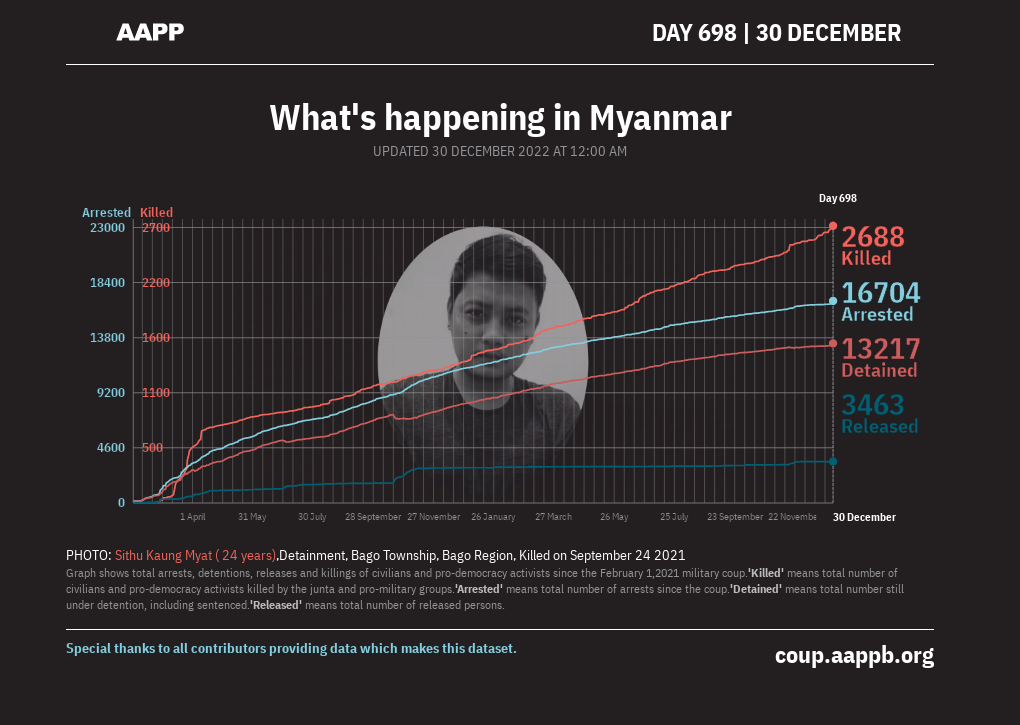 AAPP
DAY 698 | 30 DECEMBER
What's happening in Myanmar
UPDATED 30 DECEMBER 2022 AT 12:00 AM
Day 698
Arrested Killed
23000 2700
2688
Killed
18400 2200
16704
Arrested
13800 1600
13217
Detained
9200 1100
3463
Released
4600 500
0
1 April 31 May 30 July 28 September 27 November 26 January 27 March 26 May 25 July 23 September 22 Novembe 30 December
PHOTO: Sithu Kaung Myat ( 24 years),Detainment, Bago Township, Bago Region, Killed on September 24 2021
Graph shows total arrests, detentions, releases and killings of civilians and pro-democracy activists since the February 1,2021 military coup.'Killed' means total number of
civilians and pro-democracy activists killed by the junta and pro-military groups.'Arrested' means total number of arrests since the coup.'Detained' means total number still
under detention, including sentenced.'Released' means total number of released persons.
Special thanks to all contributors providing data which makes this dataset.
coup.aappb.org